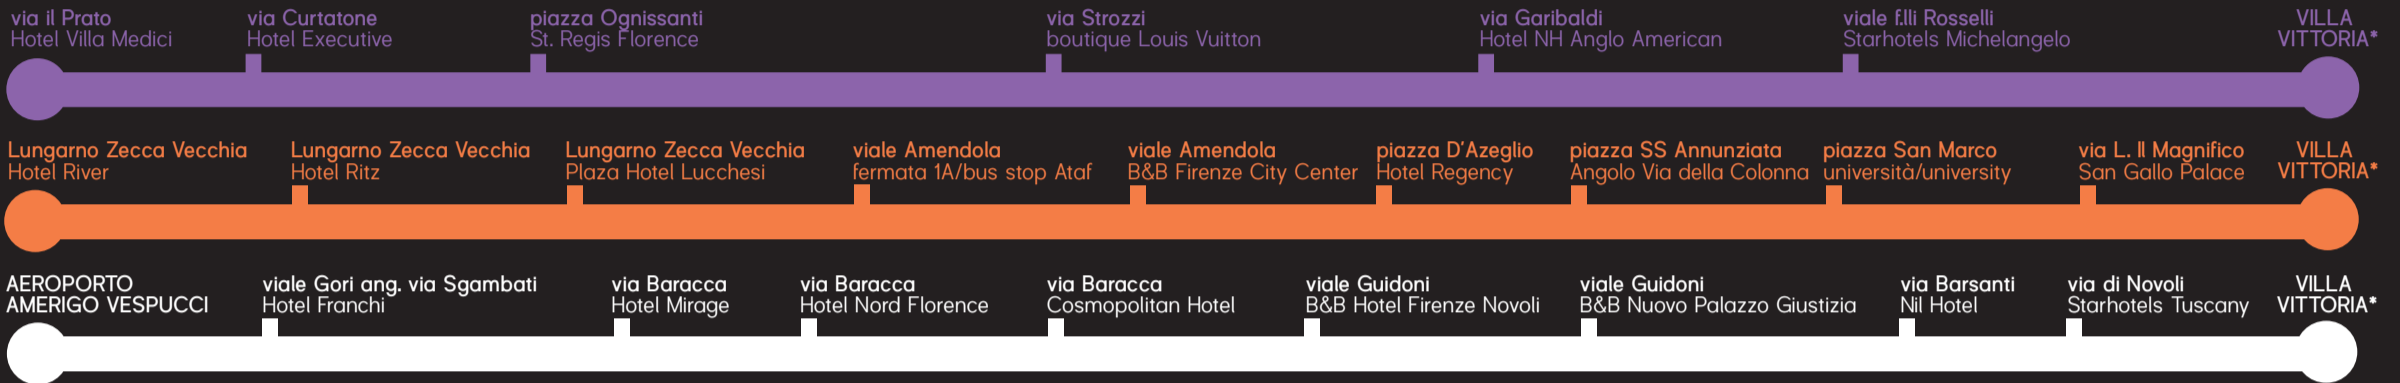 via il Prato
Hotel Villa Medici
via Curtatone
Hotel Executive
piazza Ognissanti
St. Regis Florence
via Strozzi
boutique Louis Vuitton
via Garibaldi
Hotel NH Anglo American
viale f.lli Rosselli
Starhotels Michelangelo
VILLA
VITTORIA*
Lungarno Zecca Vecchia
Hotel River
Lungarno Zecca Vecchia
Hotel Ritz
Lungarno Zecca Vecchia
Plaza Hotel Lucchesi
viale Amendola
fermata 1A/bus stop Ataf
viale Amendola
B&B Firenze City Center
piazza D'Azeglio
Hotel Regency
piazza SS Annunziata
Angolo Via della Colonna
piazza San Marco
università/university
via L. Il Magnifico
San Gallo Palace
VILLA
VITTORIA*
AEROPORTO
AMERIGO VESPUCCI
viale Gori ang. via Sgambati
Hotel Franchi
via Baracca
Hotel Mirage
via Baracca
Hotel Nord Florence
via Baracca
Cosmopolitan Hotel
viale Guidoni
B&B Hotel Firenze Novoli
viale Guidoni
B&B Nuovo Palazzo Giustizia
via Barsanti
Nil Hotel
via di Novoli
Starhotels Tuscany
VILLA
VITTORIA*